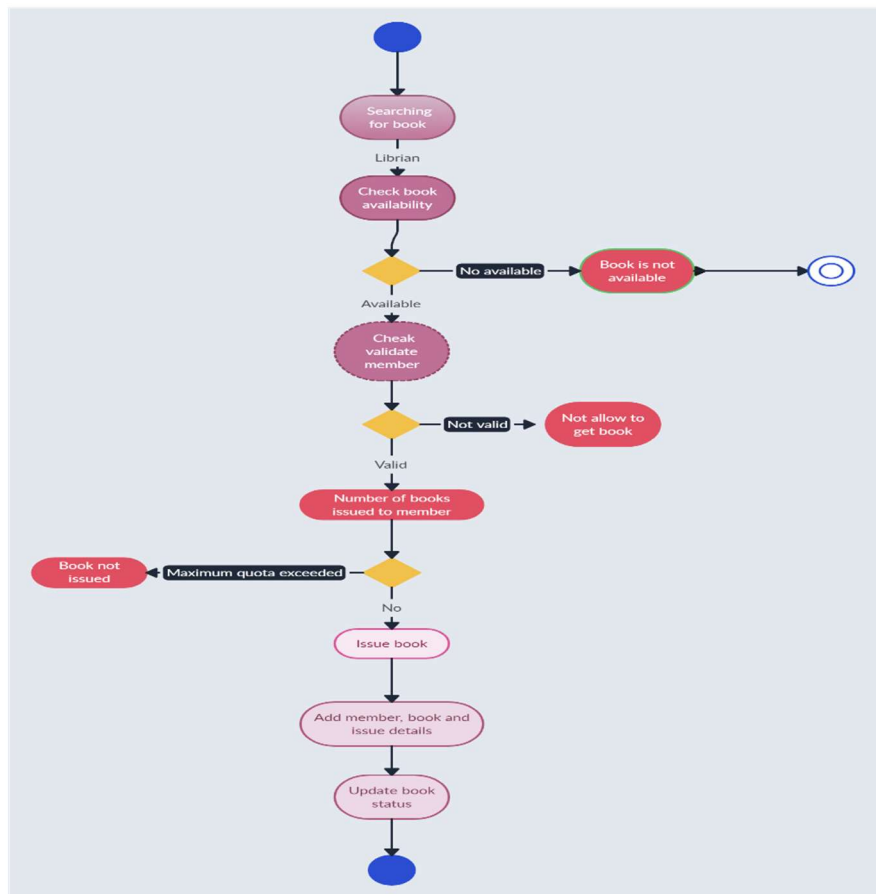 Searching
for book
Librian
Check book
availability
No available
Book is not
available
Available
Cheak
validate
member
Not valid
Not allow to
get book
Valid
Number of books
issued to member
Book not
issued
Maximum quota exceeded
No
Issue book
Add member, book and
issue details
Update book
status